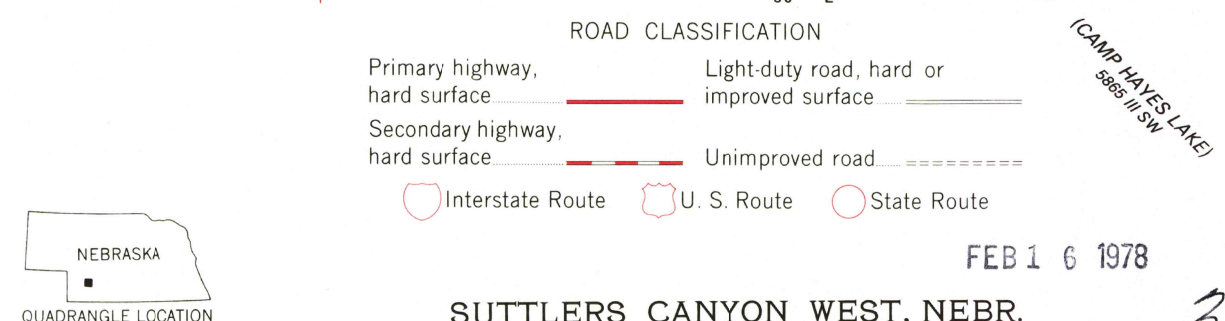 ROAD CLASSIFICATION
Primary highway,
hard surface
Light-duty road, hard or
improved surface
Secondary highway,
hard surface
Unimproved road
Interstate Route
U. S. Route
State Route
(CAMP HAYES LAKE)
5865 III SW
NEBRASKA
QUADRANGLE LOCATION
FEB 1 6 1978
SUTTLERS CANYON WEST, NEBR.